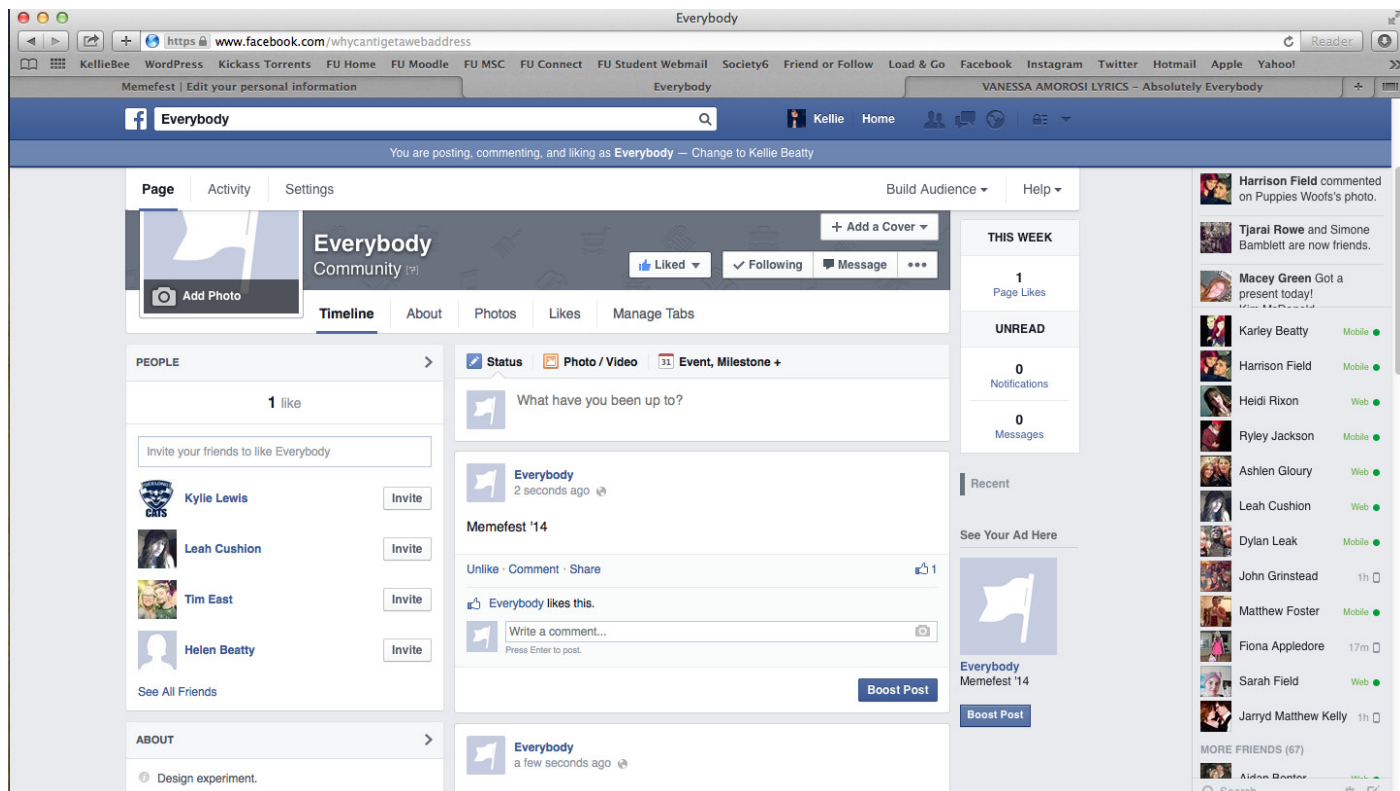 Everybody
https www.facebook.com/whycantigetawebaddress
Reader
KellieBee WordPress Kickass Torrents FU Home FU Moodle FU MSC FU Connect FU Student Webmail Society6 Friend or Follow Load & Go Facebook Instagram Twitter Hotmail Apple Yahoo!
Memefest | Edit your personal information
Everybody
VANESSA AMOROSI LYRICS - Absolutely Everybody
Everybody
Kellie Home
You are posting, commenting, and liking as Everybody — Change to Kellie Beatty
Page Activity Settings
Build Audience Help
Everybody
Community [?]
+ Add a Cover
Liked
Following
Message
Add Photo
Timeline About Photos Likes Manage Tabs
PEOPLE
1 like
Invite your friends to like Everybody
Kylie Lewis Invite
GEELONG
CATS
Leah Cushion Invite
Tim East Invite
Helen Beatty Invite
See All Friends
ABOUT
Design experiment.
Status Photo / Video 31 Event, Milestone +
What have you been up to?
Everybody
2 seconds ago
Memefest '14
Unlike · Comment · Share
1
Everybody likes this.
Write a comment...
Press Enter to post.
Boost Post
Everybody
a few seconds ago
THIS WEEK
1
Page Likes
UNREAD
0
Notifications
0
Messages
Recent
See Your Ad Here
Everybody
Memefest '14
Boost Post
Harrison Field commented
on Puppies Woofs's photo.
Tjarai Rowe and Simone
Bamblett are now friends.
Macey Green Got a
present today!
Karley Beatty Mobile
Harrison Field Mobile
Heidi Rixon Web
Ryley Jackson Mobile
Ashlen Gloury Web
Leah Cushion Web
Dylan Leak Mobile
John Grinstead 1h
Matthew Foster Mobile
Fiona Appledore 17m
Sarah Field Web
Jarryd Matthew Kelly 1h
MORE FRIENDS (67)